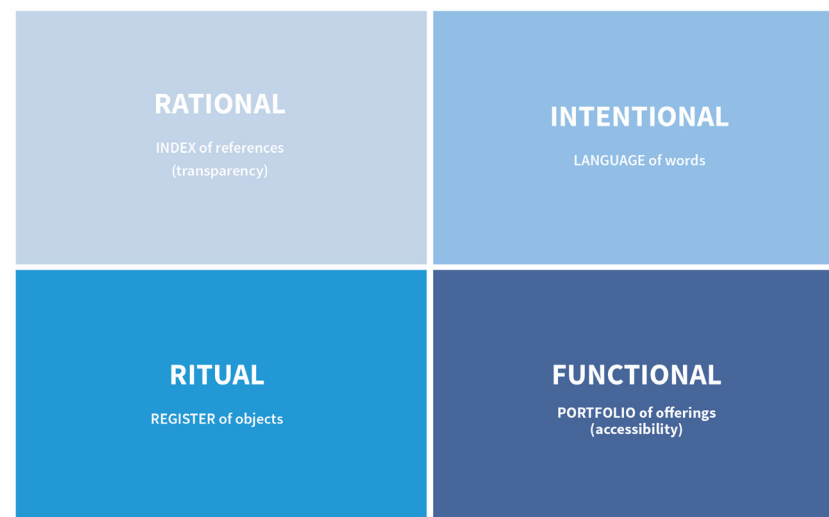 RATIONAL
INDEX of references
(transparency)
INTENTIONAL
LANGUAGE of words
RITUAL
REGISTER of objects
FUNCTIONAL
PORTFOLIO of offerings
(accessibility)